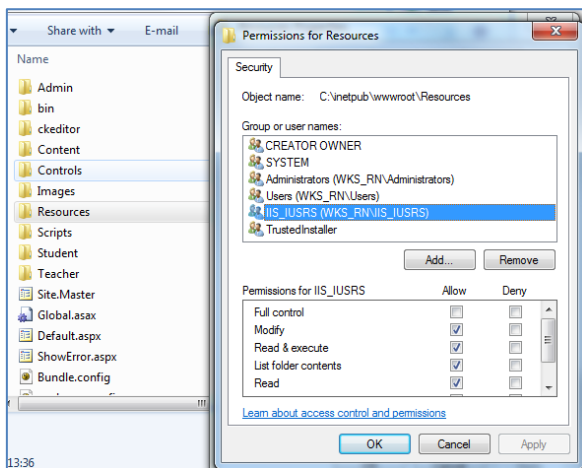 Share with ▾ E-mail
Name
Admin
bin
ckeditor
Content
Controls
Images
Resources
Scripts
Student
Teacher
Site.Master
Global.asax
Default.aspx
ShowError.aspx
Bundle.config
13:36
Permissions for Resources
Security
Object name: C:\inetpub\wwwroot\Resources
Group or user names:
CREATOR OWNER
SYSTEM
Administrators (WKS_RN\Administrators)
Users (WKS_RN\Users)
IIS_IUSRS (WKS_RN\IIS_IUSRS)
TrustedInstaller
Add... Remove
Permissions for IIS_IUSRS Allow Deny
Full control
Modify
Read & execute
List folder contents
Read
Learn about access control and permissions
OK Cancel Apply